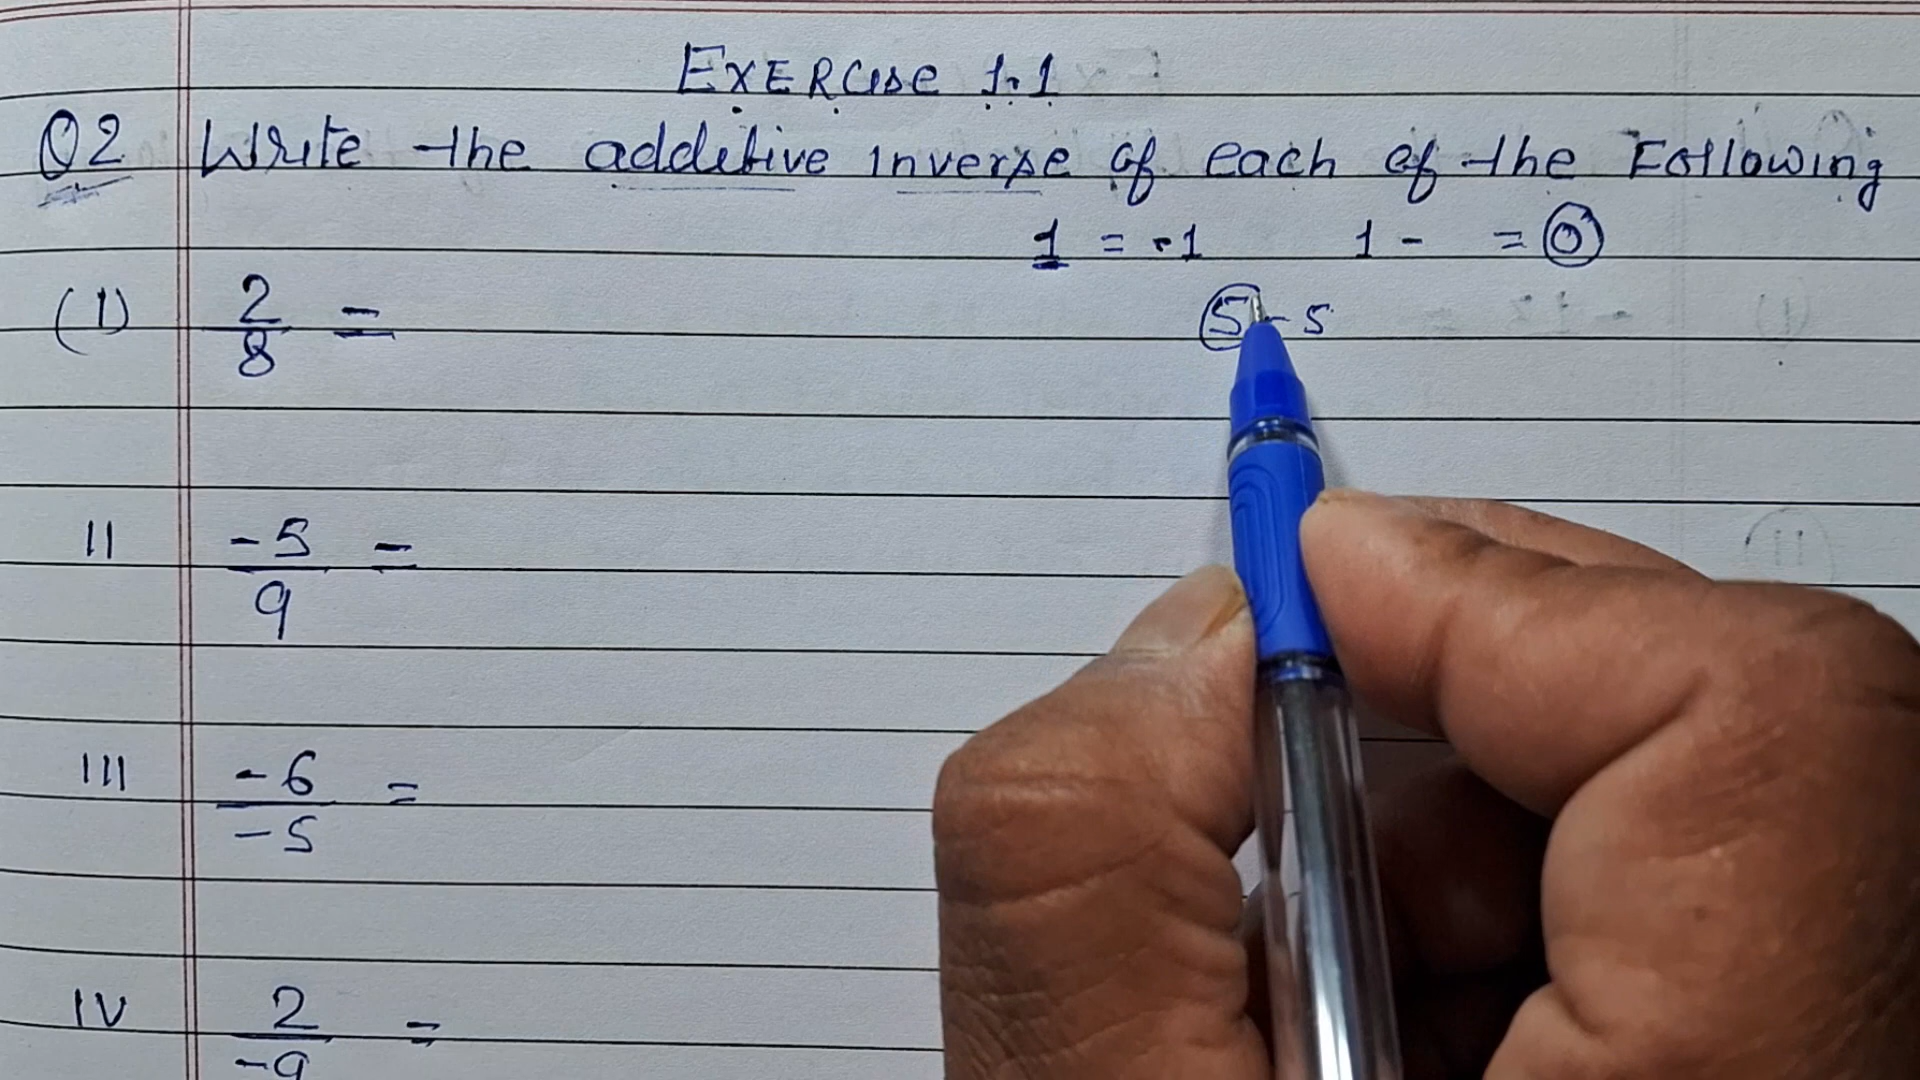 EXERCISE 1.1
Q2 Write the additive inverse of each of the Following
1 = -1 1 - = 0
(I) 2/8 = 5 - 5
II -5/9 =
III -6/-5 =
IV 2/-9 =